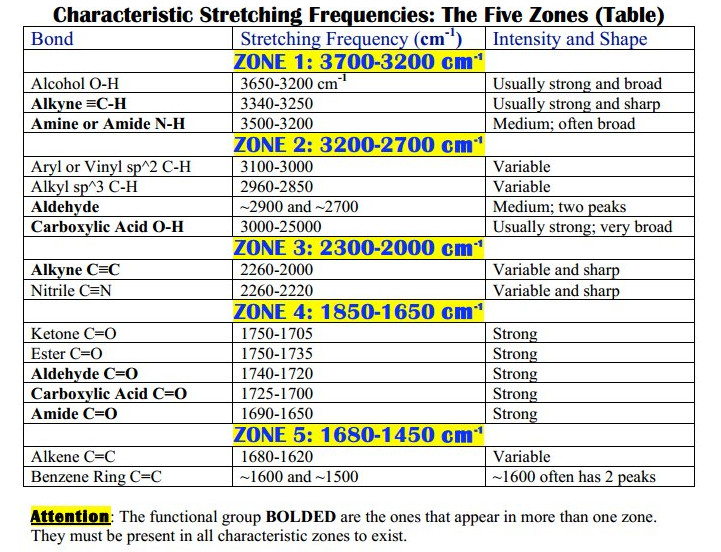 Characteristic Stretching Frequencies: The Five Zones (Table)
Bond Stretching Frequency (cm⁻¹) Intensity and Shape
ZONE 1: 3700-3200 cm⁻¹
Alcohol O-H 3650-3200 cm⁻¹ Usually strong and broad
Alkyne ≡C-H 3340-3250 Usually strong and sharp
Amine or Amide N-H 3500-3200 Medium; often broad
ZONE 2: 3200-2700 cm⁻¹
Aryl or Vinyl sp^2 C-H 3100-3000 Variable
Alkyl sp^3 C-H 2960-2850 Variable
Aldehyde ~2900 and ~2700 Medium; two peaks
Carboxylic Acid O-H 3000-25000 Usually strong; very broad
ZONE 3: 2300-2000 cm⁻¹
Alkyne C≡C 2260-2000 Variable and sharp
Nitrile C≡N 2260-2220 Variable and sharp
ZONE 4: 1850-1650 cm⁻¹
Ketone C=O 1750-1705 Strong
Ester C=O 1750-1735 Strong
Aldehyde C=O 1740-1720 Strong
Carboxylic Acid C=O 1725-1700 Strong
Amide C=O 1690-1650 Strong
ZONE 5: 1680-1450 cm⁻¹
Alkene C=C 1680-1620 Variable
Benzene Ring C=C ~1600 and ~1500 ~1600 often has 2 peaks
Attention: The functional group BOLDED are the ones that appear in more than one zone.
They must be present in all characteristic zones to exist.